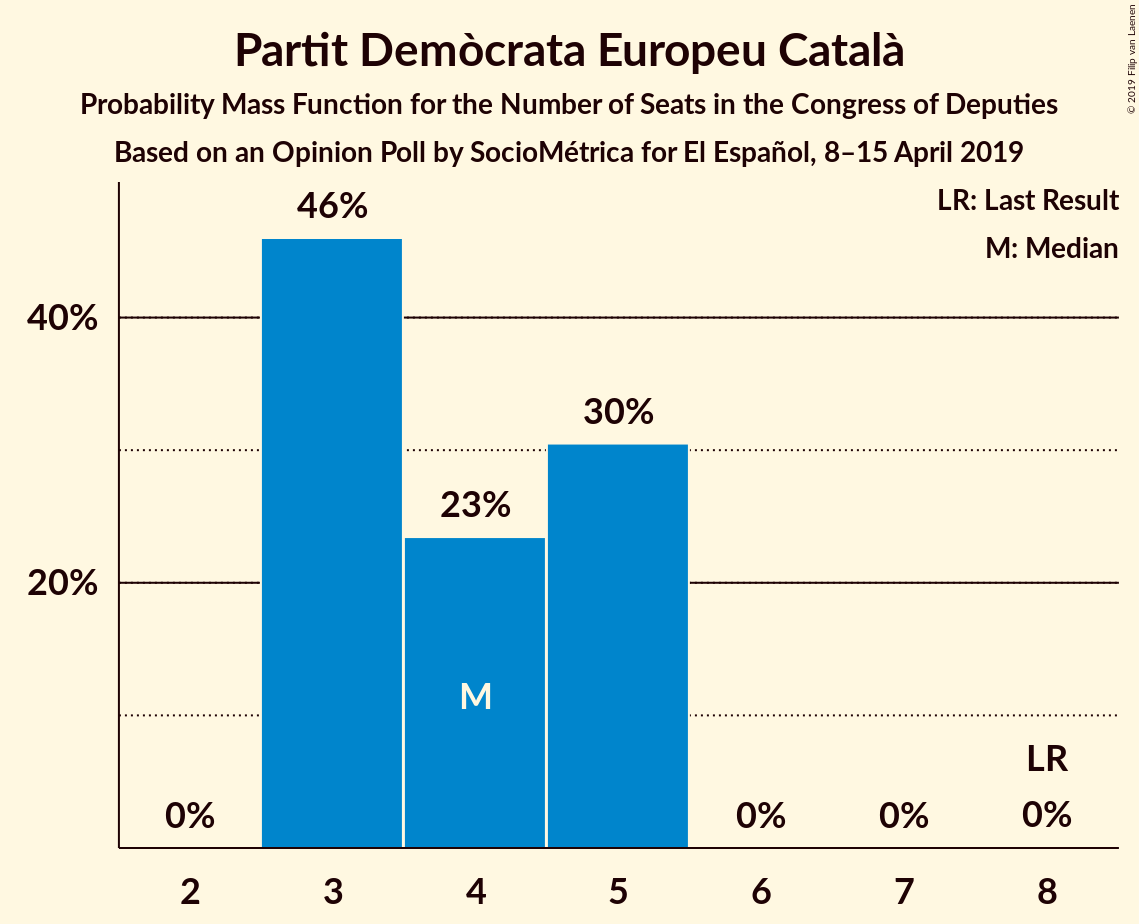 Partit Demòcrata Europeu Català
Probability Mass Function for the Number of Seats in the Congress of Deputies
Based on an Opinion Poll by SocioMétrica for El Español, 8–15 April 2019
© 2019 Filip van Laenen
LR: Last Result
M: Median
46%
40%
30%
23%
20%
M
LR
0% 0% 0% 0%
2 3 4 5 6 7 8